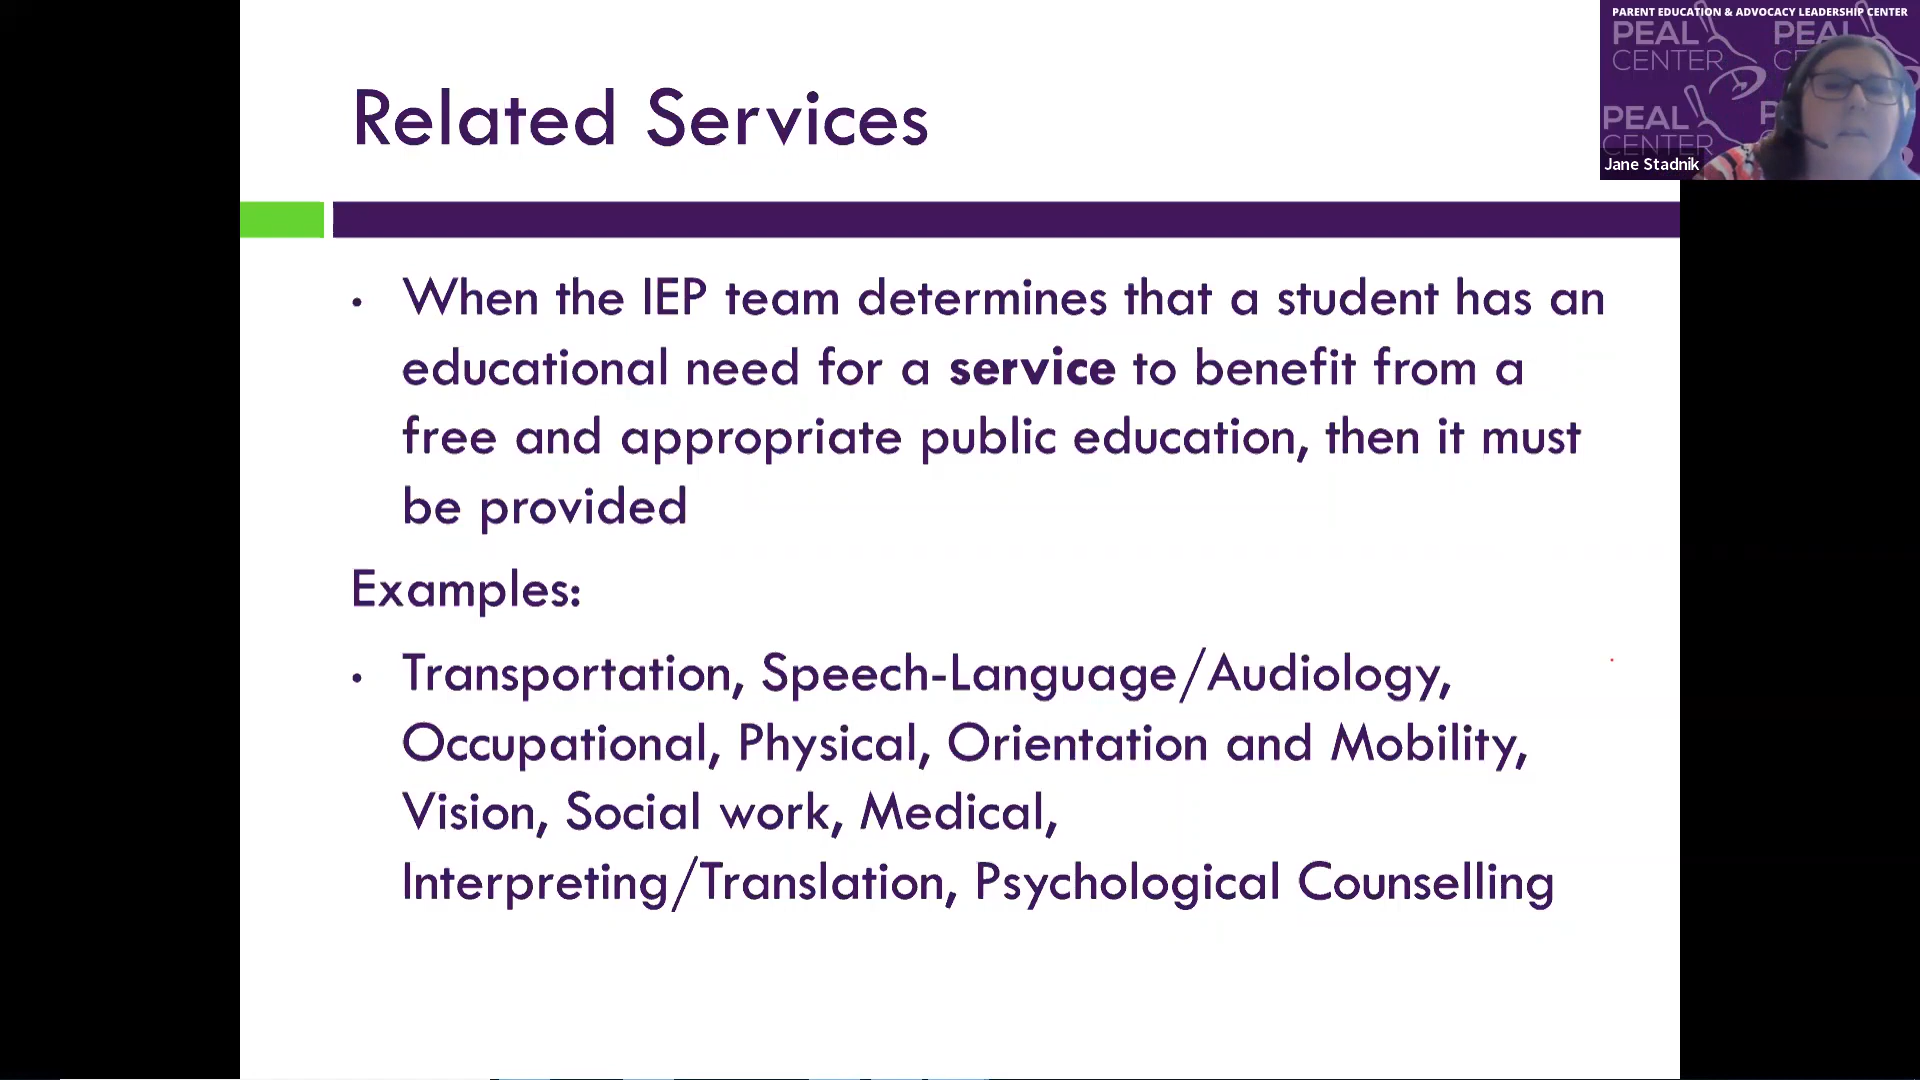 PARENT EDUCATION & ADVOCACY LEADERSHIP CENTER
PEAL
CENTER
PEAL
PEAL
CENTER
Jane Stadnik
Related Services
• When the IEP team determines that a student has an
educational need for a service to benefit from a
free and appropriate public education, then it must
be provided
Examples:
• Transportation, Speech-Language/Audiology,
Occupational, Physical, Orientation and Mobility,
Vision, Social work, Medical,
Interpreting/Translation, Psychological Counselling